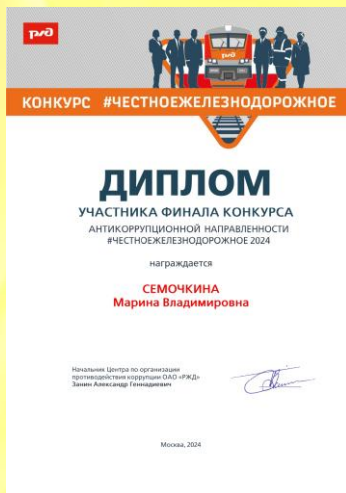 ржд
КОНКУРС #ЧЕСТНОЕЖЕЛЕЗНОДОРОЖНОЕ
ДИПЛОМ
УЧАСТНИКА ФИНАЛА КОНКУРСА
АНТИКОРРУПЦИОННОЙ НАПРАВЛЕННОСТИ
#ЧЕСТНОЕЖЕЛЕЗНОДОРОЖНОЕ 2024
награждается
СЕМОЧКИНА
Марина Владимировна
Начальник Центра по организации
противодействия коррупции ОАО «РЖД»
Занин Александр Геннадиевич
Москва, 2024